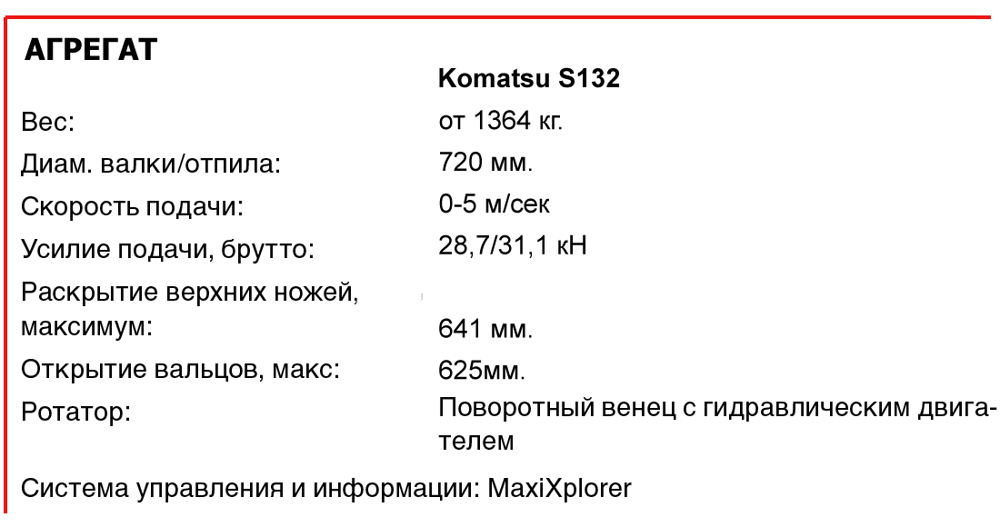 АГРЕГАТ
Komatsu S132
Вес: от 1364 кг.
Диам. валки/отпила: 720 мм.
Скорость подачи: 0-5 м/сек
Усилие подачи, брутто: 28,7/31,1 кН
Раскрытие верхних ножей,
максимум: 641 мм.
Открытие вальцов, макс: 625мм.
Ротатор: Поворотный венец с гидравлическим двига-
телем
Система управления и информации: MaxiXplorer